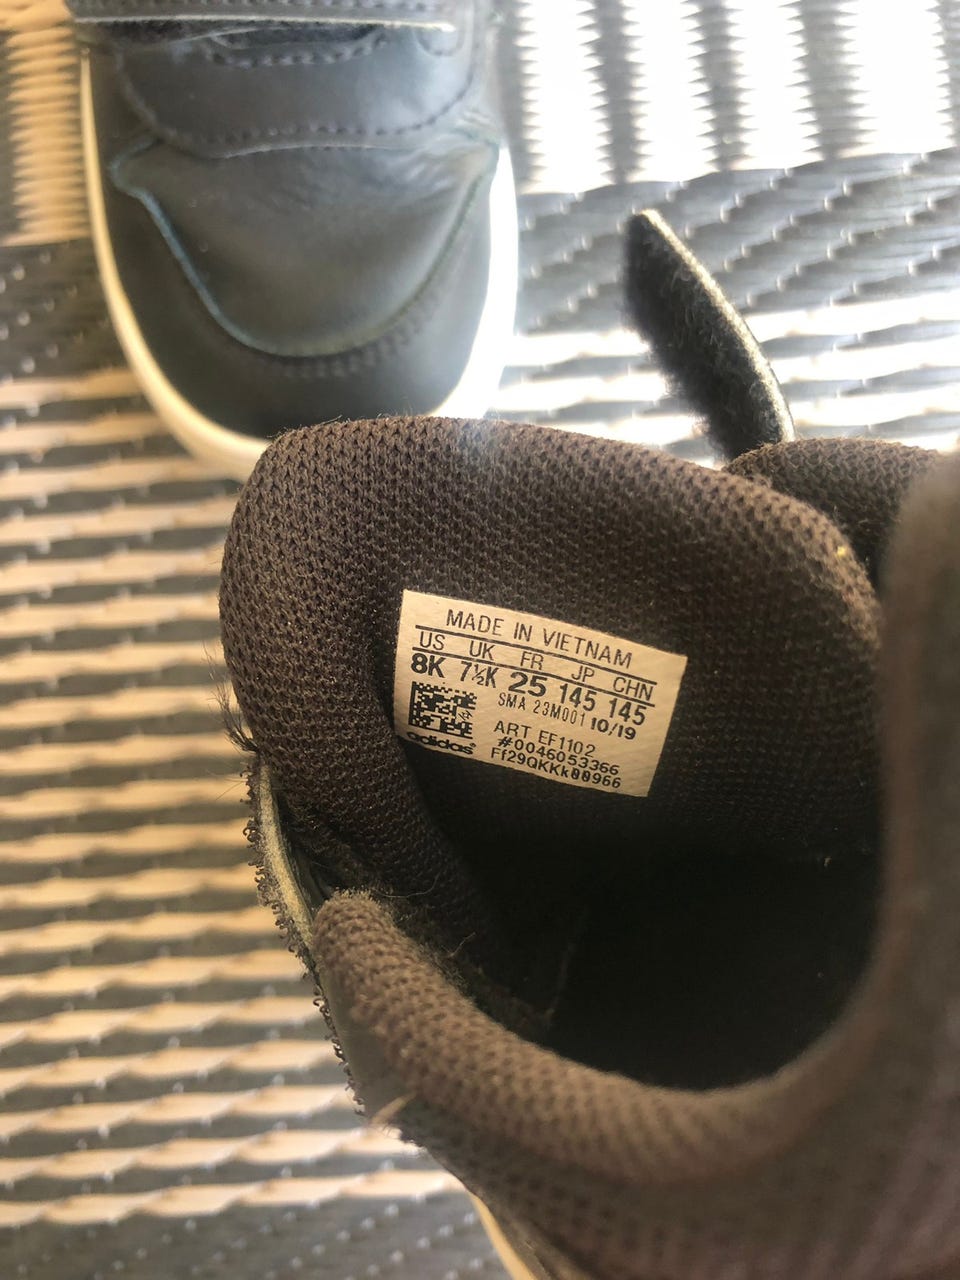 MADE IN VIETNAM
US UK FR JP CHN
8K 7½K 25 145 145
SMA 23M001 10/19
ART EF1102
#0046053366
Ff29QKKk00966
adidas